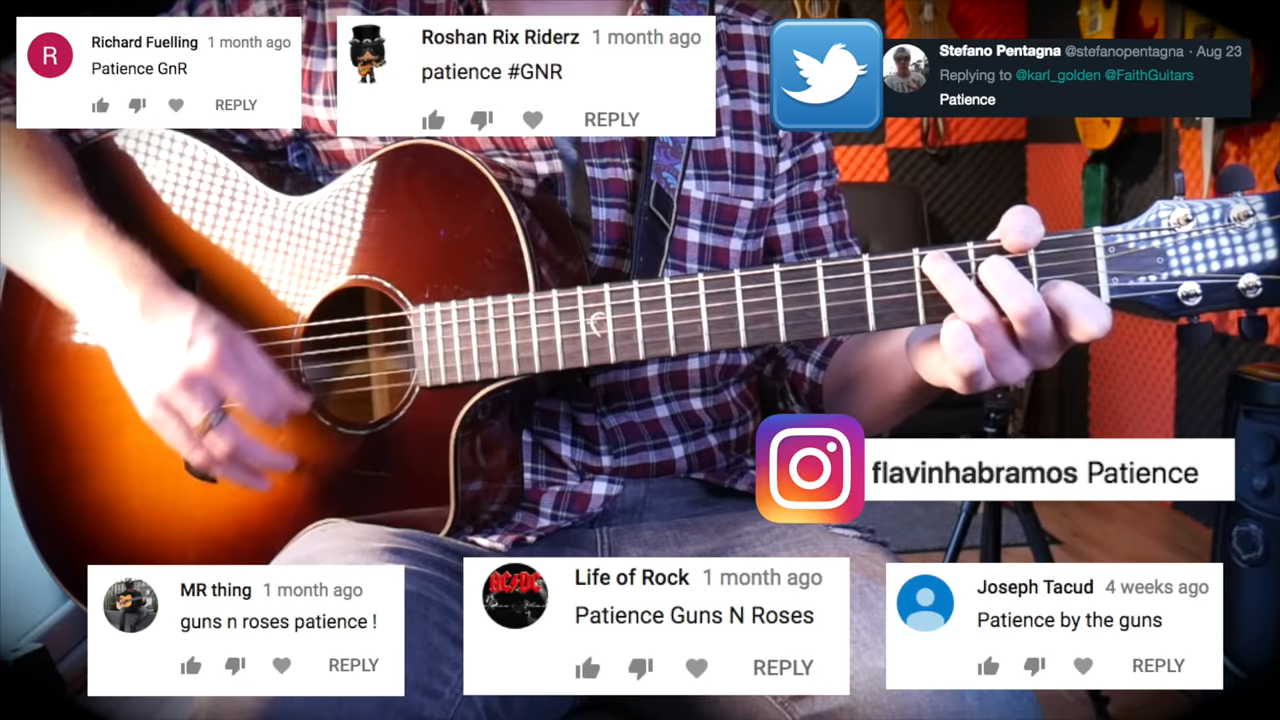 R
Richard Fuelling 1 month ago
Patience GnR
REPLY
Roshan Rix Riderz 1 month ago
patience #GNR
REPLY
Stefano Pentagna @stefanopentagna · Aug 23
Replying to @karl_golden @FaithGuitars
Patience
flavinhabramos Patience
MR thing 1 month ago
guns n roses patience !
REPLY
AC/DC
Life of Rock 1 month ago
Patience Guns N Roses
REPLY
Joseph Tacud 4 weeks ago
Patience by the guns
REPLY